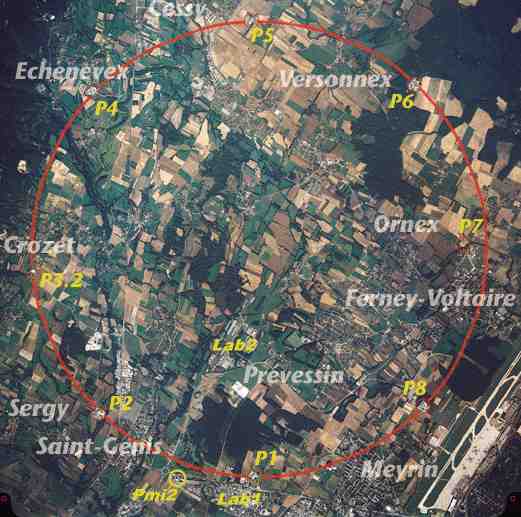 Cessy
P5
Echenevex
Versonnex
P4
P6
Ornex
P7
Crozet
P3.2
Ferney-Voltaire
Lab2
Prevessin
P8
P2
Sergy
Saint-Genis
P1
Meyrin
Pmi2
Lab1